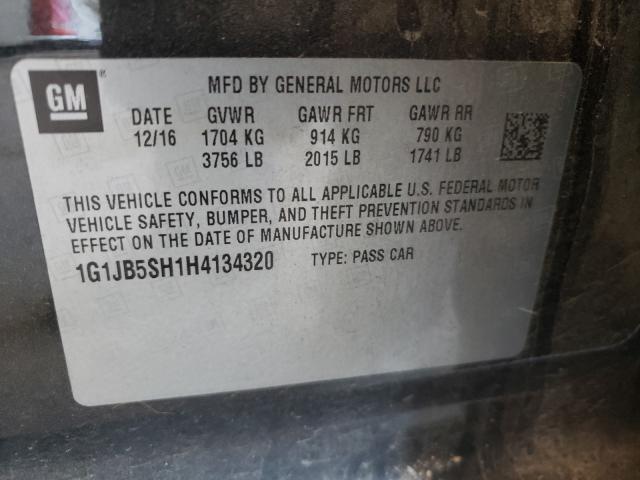 GM
MFD BY GENERAL MOTORS LLC
DATE GVWR GAWR FRT GAWR RR
12/16 1704 KG 914 KG 790 KG
3756 LB 2015 LB 1741 LB
THIS VEHICLE CONFORMS TO ALL APPLICABLE U.S. FEDERAL MOTOR
VEHICLE SAFETY, BUMPER, AND THEFT PREVENTION STANDARDS IN
EFFECT ON THE DATE OF MANUFACTURE SHOWN ABOVE.
1G1JB5SH1H4134320 TYPE: PASS CAR